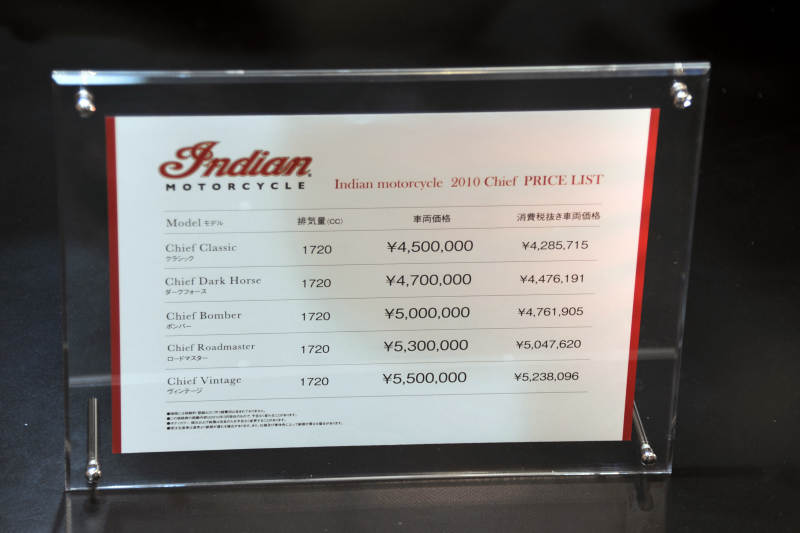 Indian
MOTORCYCLE
Indian motorcycle 2010 Chief PRICE LIST
Model モデル 排気量(CC) 車両価格 消費税抜き車両価格
Chief Classic 1720 ¥4,500,000 ¥4,285,715
クラシック
Chief Dark Horse 1720 ¥4,700,000 ¥4,476,191
ダークフォース
Chief Bomber 1720 ¥5,000,000 ¥4,761,905
ボンバー
Chief Roadmaster 1720 ¥5,300,000 ¥5,047,620
ロードマスター
Chief Vintage 1720 ¥5,500,000 ¥5,238,096
ヴィンテージ